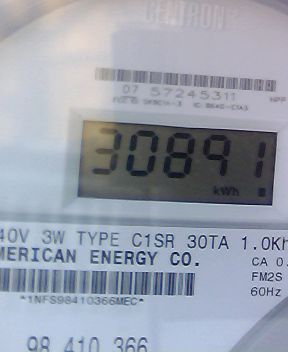 CENTRON
07 57245311
30891
kWh
40V 3W TYPE C1SR 30TA 1.0Kh
MERICAN ENERGY CO.
CA 0.
FM2S
60Hz
*1NFS98410366MEC*
98 410 366